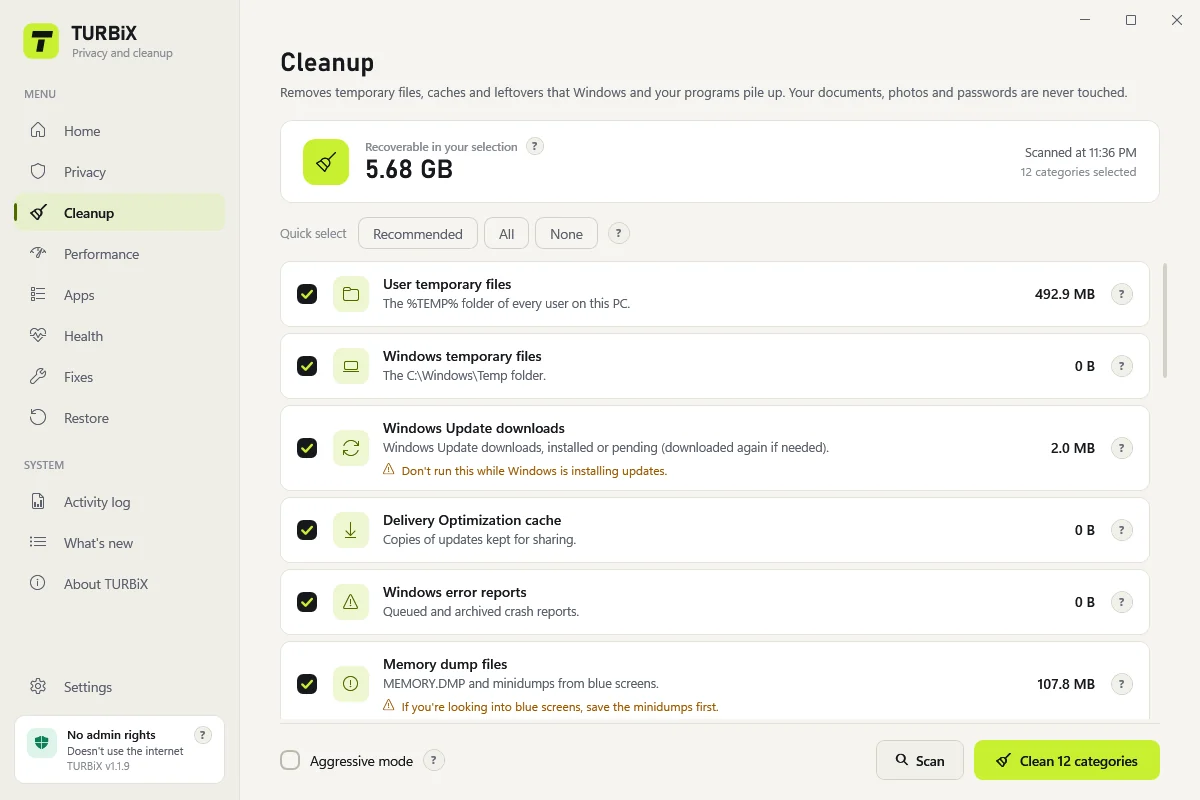 TURBiX
Privacy and cleanup
MENU
Home
Privacy
Cleanup
Performance
Apps
Health
Fixes
Restore
SYSTEM
Activity log
What's new
About TURBiX
Settings
No admin rights
?
Doesn't use the internet
TURBiX v1.1.9
Cleanup
Removes temporary files, caches and leftovers that Windows and your programs pile up. Your documents, photos and passwords are never touched.
Recoverable in your selection ?
5.68 GB
Scanned at 11:36 PM
12 categories selected
Quick select Recommended All None ?
User temporary files
The %TEMP% folder of every user on this PC.
492.9 MB ?
Windows temporary files
The C:\Windows\Temp folder.
0 B ?
Windows Update downloads
Windows Update downloads, installed or pending (downloaded again if needed).
Don't run this while Windows is installing updates.
2.0 MB ?
Delivery Optimization cache
Copies of updates kept for sharing.
0 B ?
Windows error reports
Queued and archived crash reports.
0 B ?
Memory dump files
MEMORY.DMP and minidumps from blue screens.
If you're looking into blue screens, save the minidumps first.
107.8 MB ?
Aggressive mode ?
Scan
Clean 12 categories